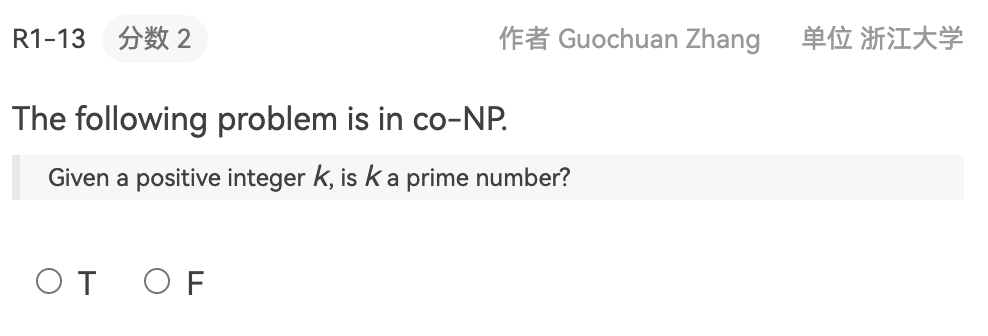 R1-13 分数 2 作者 Guochuan Zhang 单位 浙江大学
The following problem is in co-NP.
Given a positive integer k, is k a prime number?
T F